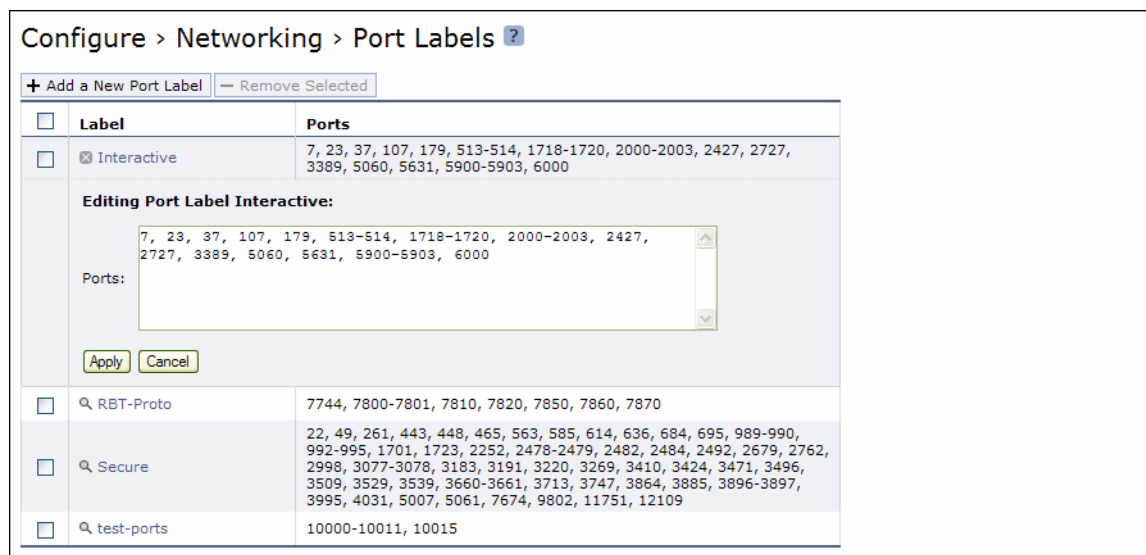 Configure › Networking › Port Labels ?
+ Add a New Port Label − Remove Selected
Label Ports
Interactive 7, 23, 37, 107, 179, 513-514, 1718-1720, 2000-2003, 2427, 2727,
3389, 5060, 5631, 5900-5903, 6000
Editing Port Label Interactive:
7, 23, 37, 107, 179, 513-514, 1718-1720, 2000-2003, 2427,
2727, 3389, 5060, 5631, 5900-5903, 6000
Ports:
Apply Cancel
RBT-Proto 7744, 7800-7801, 7810, 7820, 7850, 7860, 7870
22, 49, 261, 443, 448, 465, 563, 585, 614, 636, 684, 695, 989-990,
992-995, 1701, 1723, 2252, 2478-2479, 2482, 2484, 2492, 2679, 2762,
Secure 2998, 3077-3078, 3183, 3191, 3220, 3269, 3410, 3424, 3471, 3496,
3509, 3529, 3539, 3660-3661, 3713, 3747, 3864, 3885, 3896-3897,
3995, 4031, 5007, 5061, 7674, 9802, 11751, 12109
test-ports 10000-10011, 10015